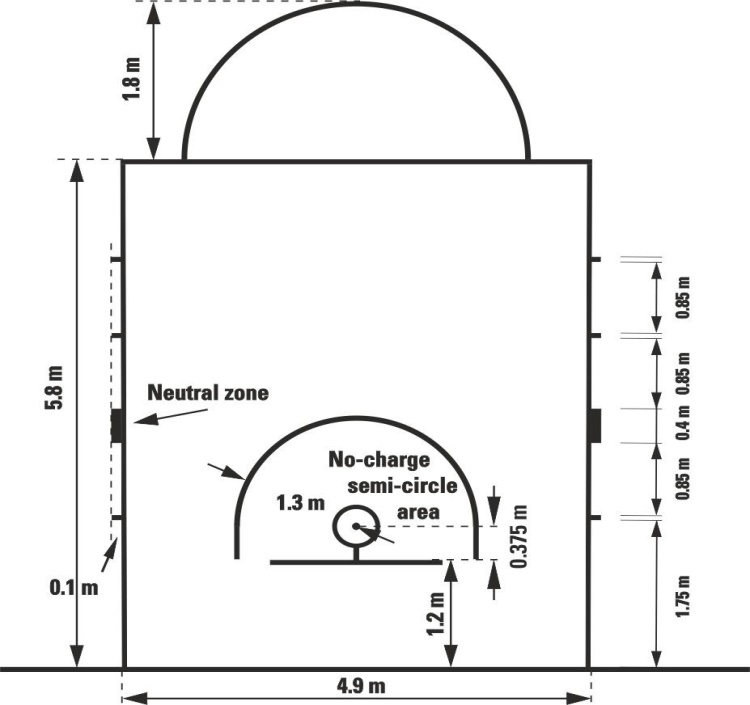 1.8 m
5.8 m
Neutral zone
0.1 m
No-charge
semi-circle
area
1.3 m
0.375 m
1.2 m
0.85 m
0.85 m
0.4 m
0.85 m
1.75 m
4.9 m